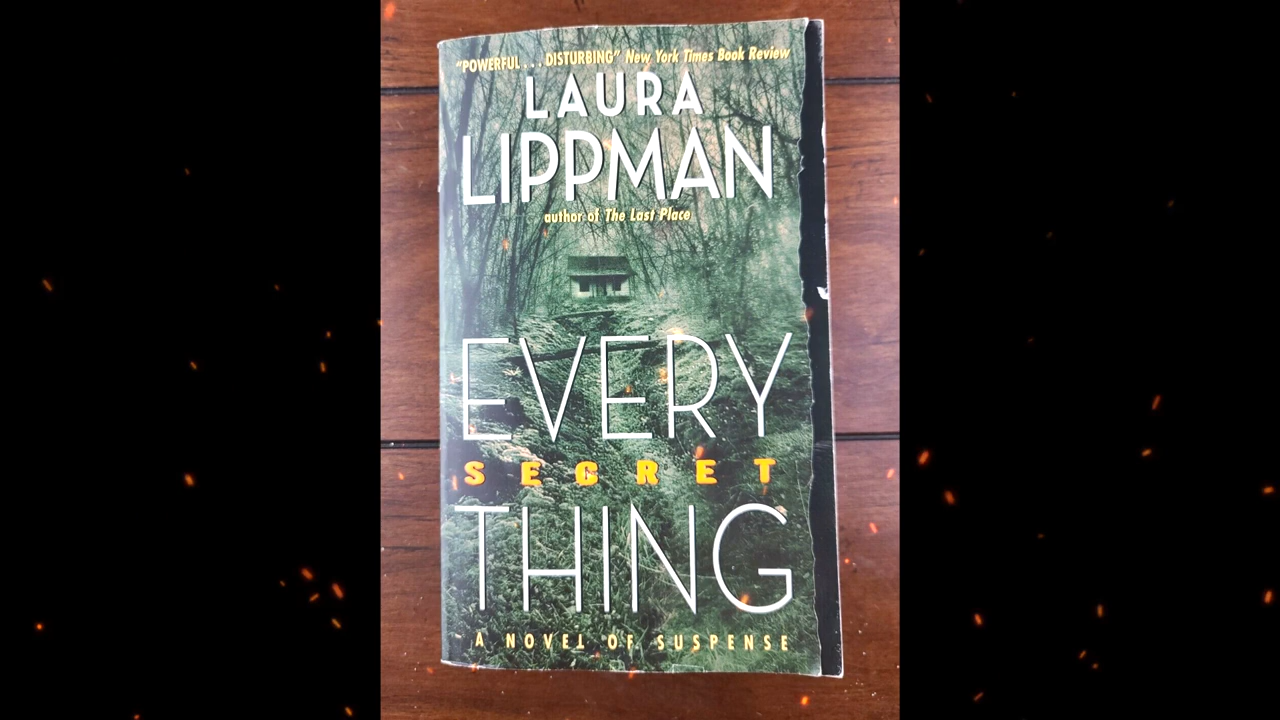 "POWERFUL . . . DISTURBING" New York Times Book Review
LAURA
LIPPMAN
author of The Last Place
EVERY
SECRET
THING
A NOVEL OF SUSPENSE